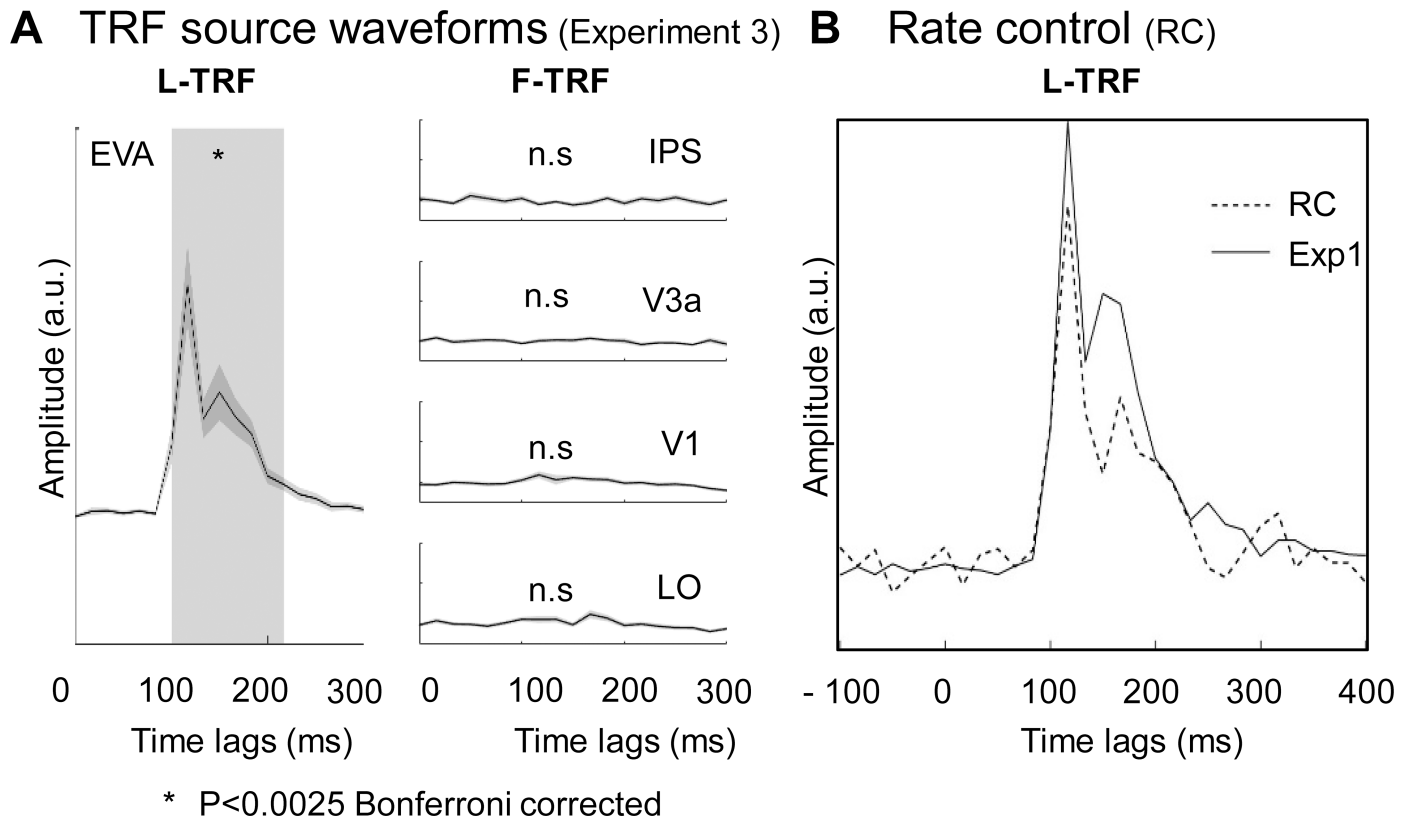 A TRF source waveforms (Experiment 3)
L-TRF
F-TRF
EVA
*
Amplitude (a.u.)
0 100 200 300
Time lags (ms)
n.s IPS
n.s V3a
n.s V1
n.s LO
0 100 200 300
Time lags (ms)
* P<0.0025 Bonferroni corrected
B Rate control (RC)
L-TRF
RC
Exp1
Amplitude (a.u.)
- 100 0 100 200 300 400
Time lags (ms)